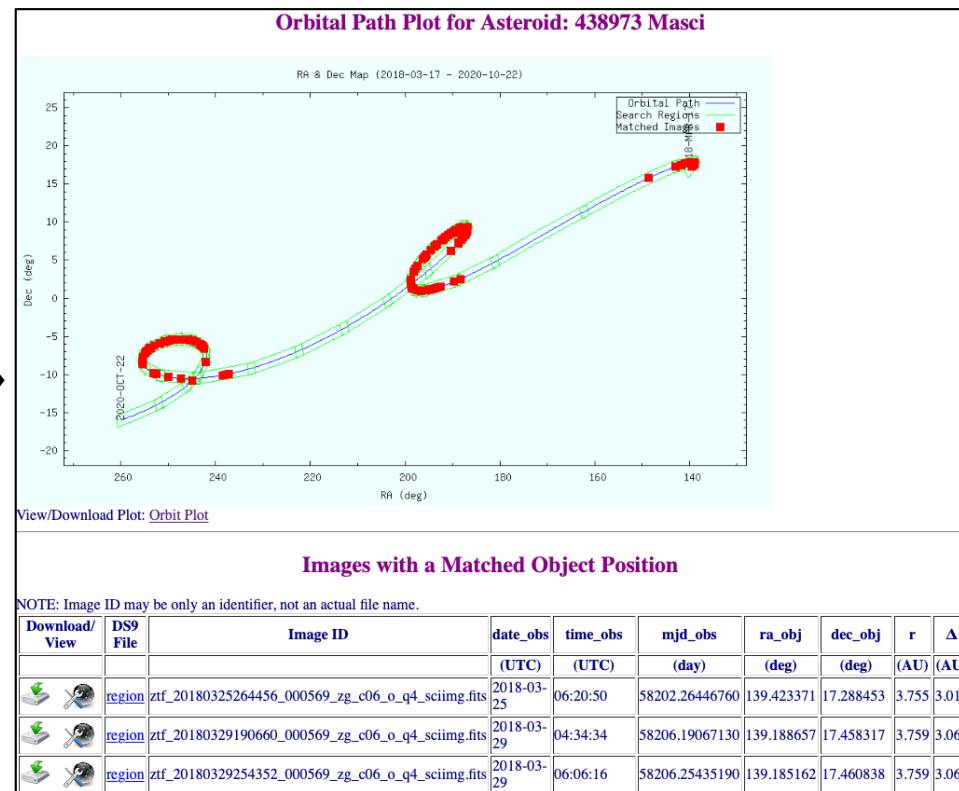 Orbital Path Plot for Asteroid: 438973 Masci
RA & Dec Map (2018-03-17 - 2020-10-22)
Orbital Path
Search Regions
Matched Images
25
20
15
10
5
0
-5
-10
-15
-20
Dec (deg)
2020-OCT-22
260 240 220 200 180 160 140
RA (deg)
View/Download Plot: Orbit Plot
Images with a Matched Object Position
NOTE: Image ID may be only an identifier, not an actual file name.
Download/ View DS9 File Image ID date_obs time_obs mjd_obs ra_obj dec_obj r Δ
(UTC) (UTC) (day) (deg) (deg) (AU) (AU
region ztf_20180325264456_000569_zg_c06_o_q4_sciimg.fits 2018-03-25 06:20:50 58202.26446760 139.423371 17.288453 3.755 3.01
region ztf_20180329190660_000569_zg_c06_o_q4_sciimg.fits 2018-03-29 04:34:34 58206.19067130 139.188657 17.458317 3.759 3.06
region ztf_20180329254352_000569_zg_c06_o_q4_sciimg.fits 2018-03-29 06:06:16 58206.25435190 139.185162 17.460838 3.759 3.06